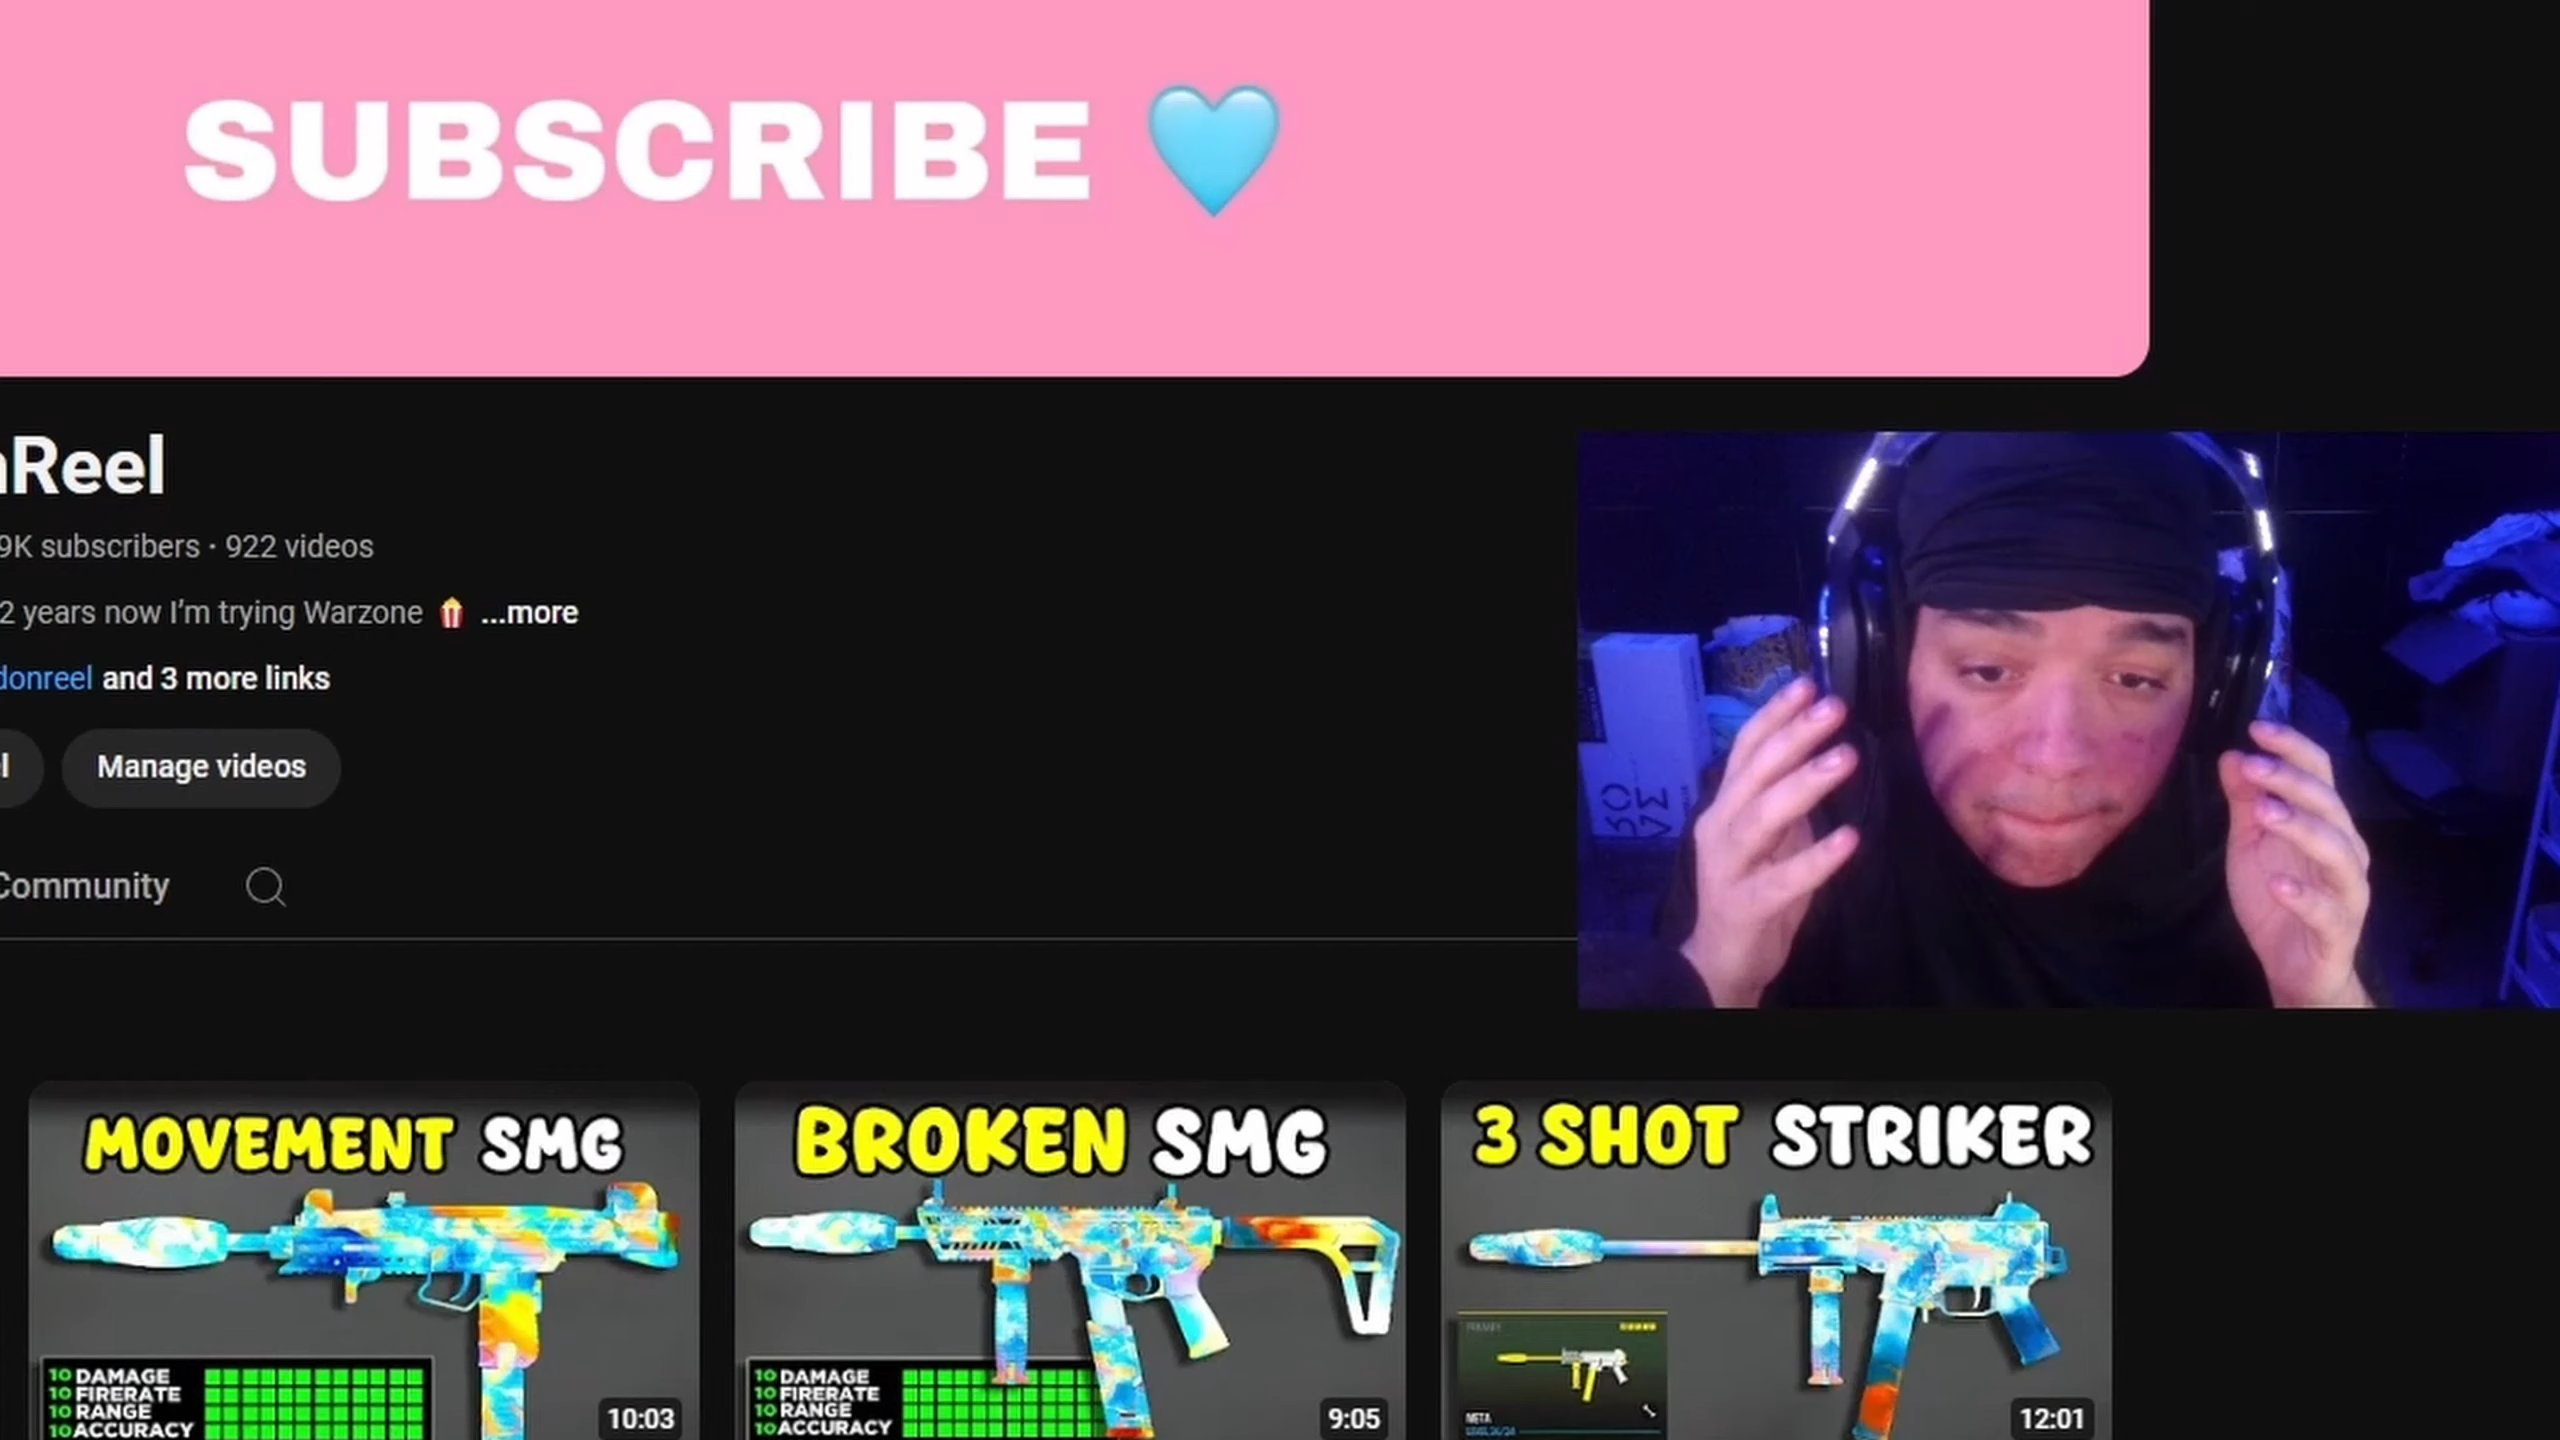 SUBSCRIBE 🩵
nReel
9K subscribers · 922 videos
2 years now I’m trying Warzone 🍿 ...more
donreel and 3 more links
Manage videos
Community
MOVEMENT SMG
10 DAMAGE
10 FIRERATE
10 RANGE
10 ACCURACY
10:03
BROKEN SMG
10 DAMAGE
10 FIRERATE
10 RANGE
10 ACCURACY
9:05
3 SHOT STRIKER
META
12:01